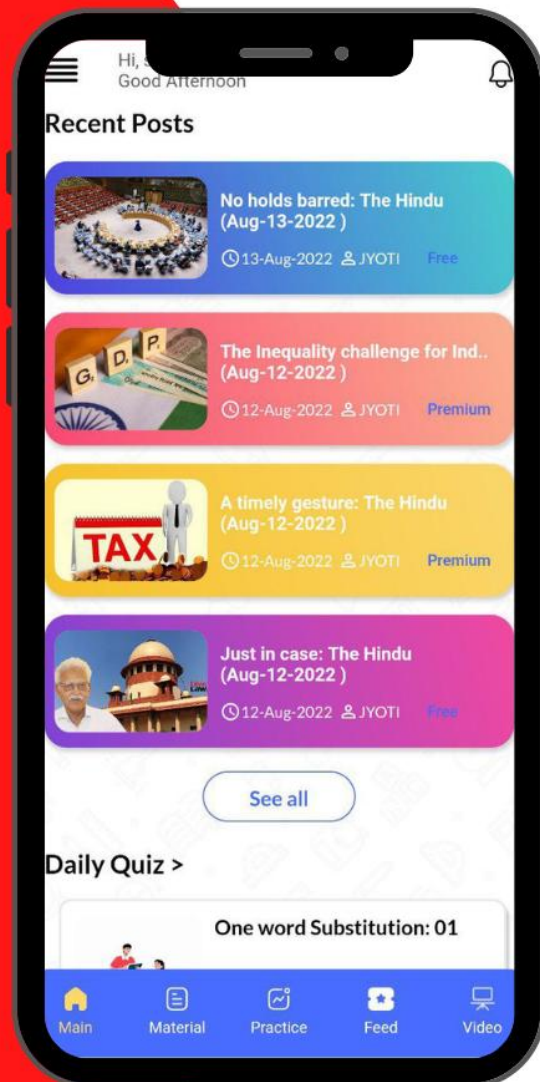 Hi,
Good Afternoon
Recent Posts
No holds barred: The Hindu
(Aug-13-2022 )
13-Aug-2022 JYOTI Free
G D P
The Inequality challenge for Ind..
(Aug-12-2022 )
12-Aug-2022 JYOTI Premium
TAX
A timely gesture: The Hindu
(Aug-12-2022 )
12-Aug-2022 JYOTI Premium
Just in case: The Hindu
(Aug-12-2022 )
12-Aug-2022 JYOTI Free
See all
Daily Quiz >
One word Substitution: 01
Main Material Practice Feed Video